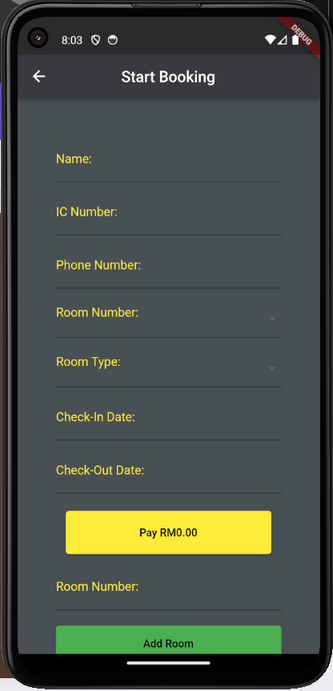 8:03
DEBUG
Start Booking
Name:
IC Number:
Phone Number:
Room Number:
Room Type:
Check-In Date:
Check-Out Date:
Pay RM0.00
Room Number:
Add Room